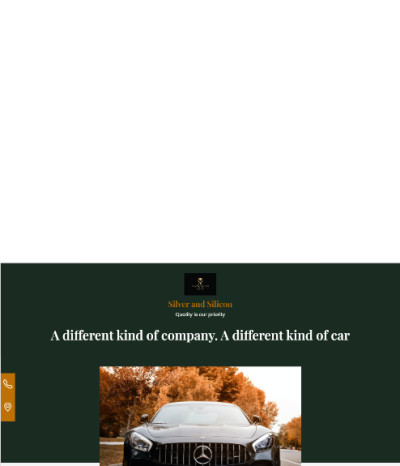 Silver and Silicon
Quality is our priority
A different kind of company. A different kind of car